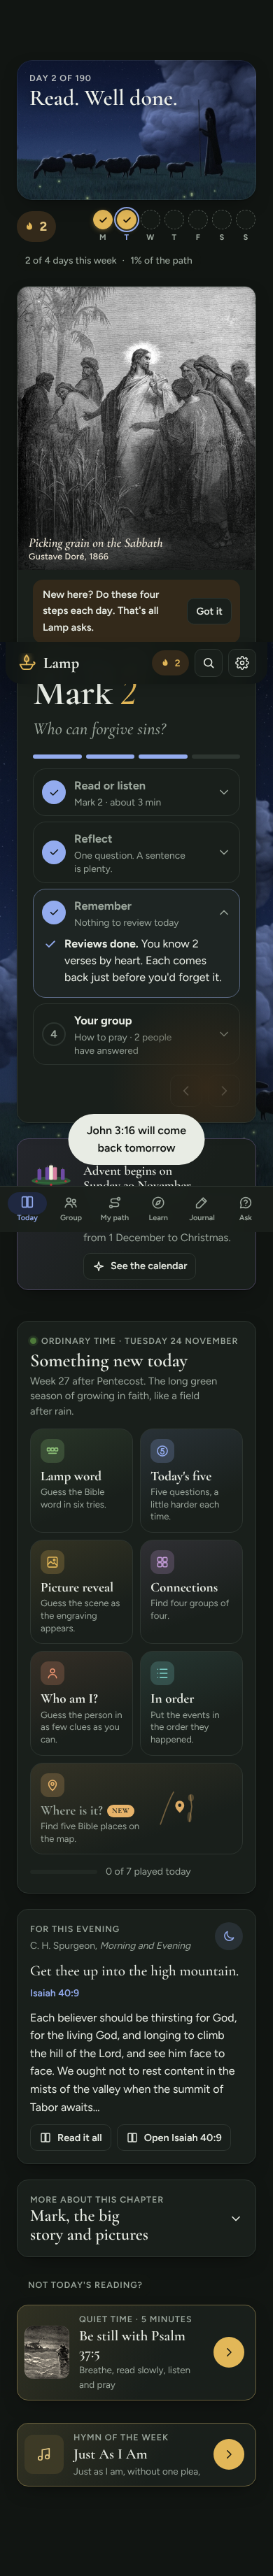 DAY 2 OF 190
Read. Well done.
2
M T W T F S S
2 of 4 days this week · 1% of the path
Picking grain on the Sabbath
Gustave Doré, 1866
New here? Do these four
steps each day. That's all
Lamp asks.
Got it
Lamp
2
Mark 2
Who can forgive sins?
Read or listen
Mark 2 · about 3 min
Reflect
One question. A sentence
is plenty.
Remember
Nothing to review today
Reviews done. You know 2
verses by heart. Each comes
back just before you'd forget it.
4
Your group
How to pray · 2 people
have answered
John 3:16 will come
back tomorrow
Advent begins on
Sunday 29 November
Today
Group
My path
Learn
Journal
Ask
from 1 December to Christmas.
See the calendar
ORDINARY TIME · TUESDAY 24 NOVEMBER
Something new today
Week 27 after Pentecost. The long green
season of growing in faith, like a field
after rain.
Lamp word
Guess the Bible
word in six tries.
Today's five
Five questions, a
little harder each
time.
Picture reveal
Guess the scene as
the engraving
appears.
Connections
Find four groups of
four.
Who am I?
Guess the person in
as few clues as you
can.
In order
Put the events in
the order they
happened.
Where is it? NEW
Find five Bible places on
the map.
0 of 7 played today
FOR THIS EVENING
C. H. Spurgeon, Morning and Evening
Get thee up into the high mountain.
Isaiah 40:9
Each believer should be thirsting for God,
for the living God, and longing to climb
the hill of the Lord, and see him face to
face. We ought not to rest content in the
mists of the valley when the summit of
Tabor awaits...
Read it all
Open Isaiah 40:9
MORE ABOUT THIS CHAPTER
Mark, the big
story and pictures
NOT TODAY'S READING?
QUIET TIME · 5 MINUTES
Be still with Psalm
37:5
Breathe, read slowly, listen
and pray
HYMN OF THE WEEK
Just As I Am
Just as I am, without one plea,